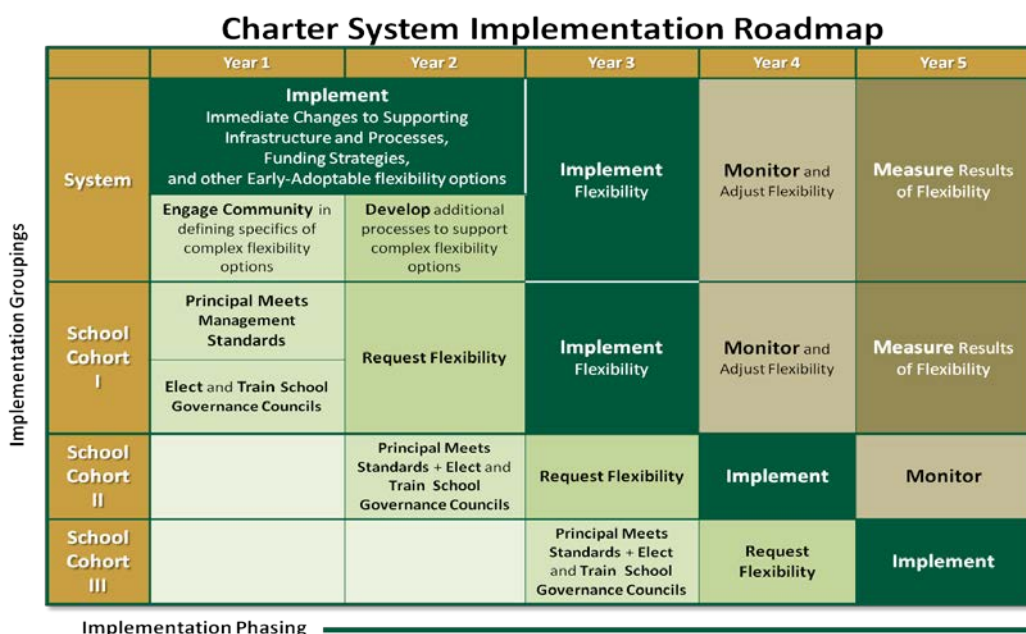 Charter System Implementation Roadmap
Year 1
Year 2
Year 3
Year 4
Year 5
Implementation Groupings
System
Implement
Immediate Changes to Supporting
Infrastructure and Processes,
Funding Strategies,
and other Early-Adoptable flexibility options
Engage Community in
defining specifics of
complex flexibility
options
Develop additional
processes to support
complex flexibility
options
Implement
Flexibility
Monitor and
Adjust Flexibility
Measure Results
of Flexibility
School
Cohort
I
Principal Meets
Management
Standards
Elect and Train School
Governance Councils
Request Flexibility
Implement
Flexibility
Monitor and
Adjust Flexibility
Measure Results
of Flexibility
School
Cohort
II
Principal Meets
Standards + Elect and
Train School
Governance Councils
Request Flexibility
Implement
Monitor
School
Cohort
III
Principal Meets
Standards + Elect
and Train School
Governance Councils
Request
Flexibility
Implement
Implementation Phasing